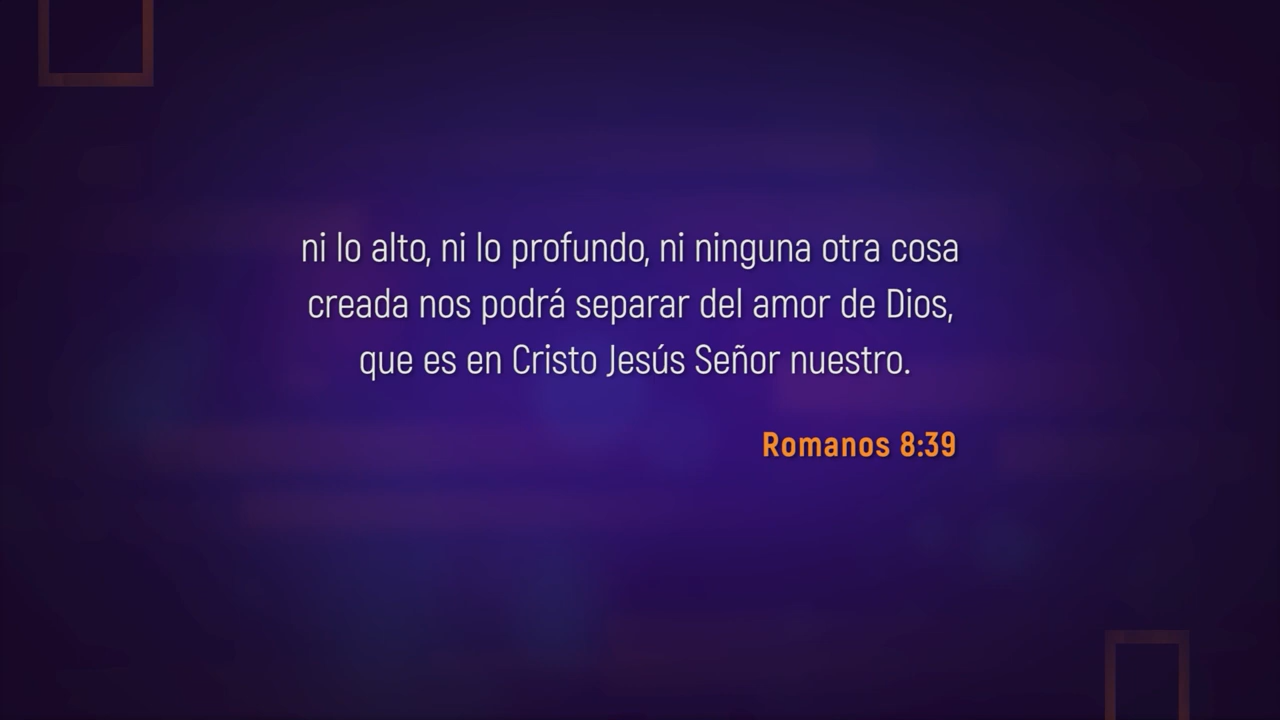 ni lo alto, ni lo profundo, ni ninguna otra cosa
creada nos podrá separar del amor de Dios,
que es en Cristo Jesús Señor nuestro.
Romanos 8:39